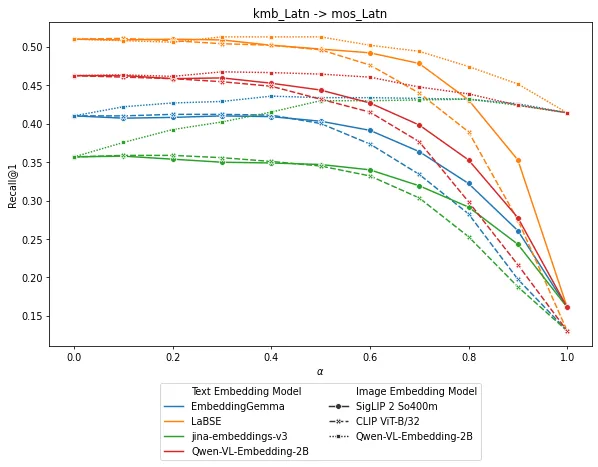 kmb_Latn -> mos_Latn
Recall@1
0.50
0.45
0.40
0.35
0.30
0.25
0.20
0.15
0.0 0.2 0.4 0.6 0.8 1.0
α
Text Embedding Model Image Embedding Model
EmbeddingGemma SigLIP 2 So400m
LaBSE CLIP ViT-B/32
jina-embeddings-v3 Qwen-VL-Embedding-2B
Qwen-VL-Embedding-2B